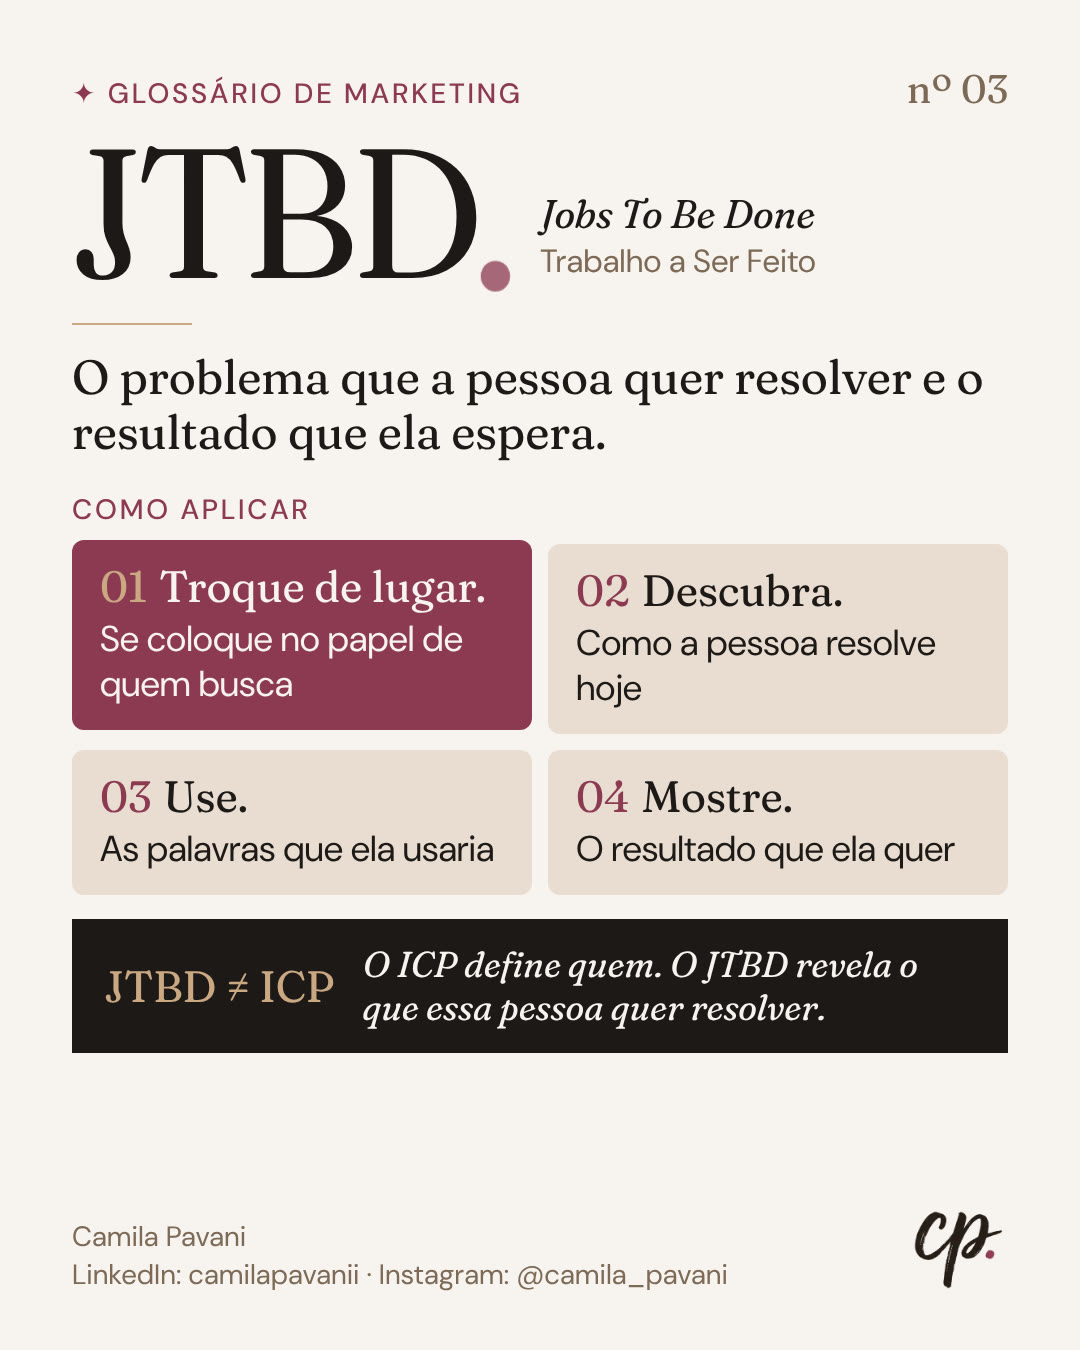 ✦ GLOSSÁRIO DE MARKETING
nº 03
JTBD.
Jobs To Be Done
Trabalho a Ser Feito
O problema que a pessoa quer resolver e o
resultado que ela espera.
COMO APLICAR
01 Troque de lugar.
Se coloque no papel de
quem busca
02 Descubra.
Como a pessoa resolve
hoje
03 Use.
As palavras que ela usaria
04 Mostre.
O resultado que ela quer
JTBD ≠ ICP
O ICP define quem. O JTBD revela o
que essa pessoa quer resolver.
Camila Pavani
LinkedIn: camilapavanii · Instagram: @camila_pavani
cp.